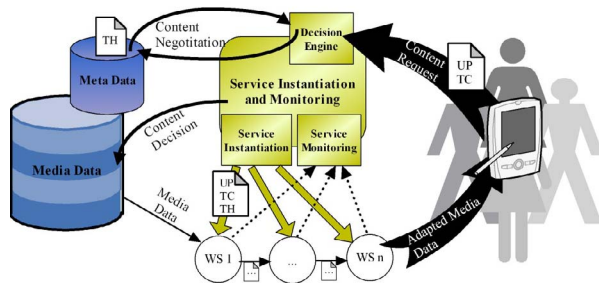 TH
Content
Negotitation
Decision
Engine
Content
Request
UP
TC
Meta Data
Service Instantiation
and Monitoring
Content
Decision
Service
Instantiation
Service
Monitoring
Media Data
UP
TC
TH
Media
Data
Adapted Media
Data
WS 1
...
WS n
...
...